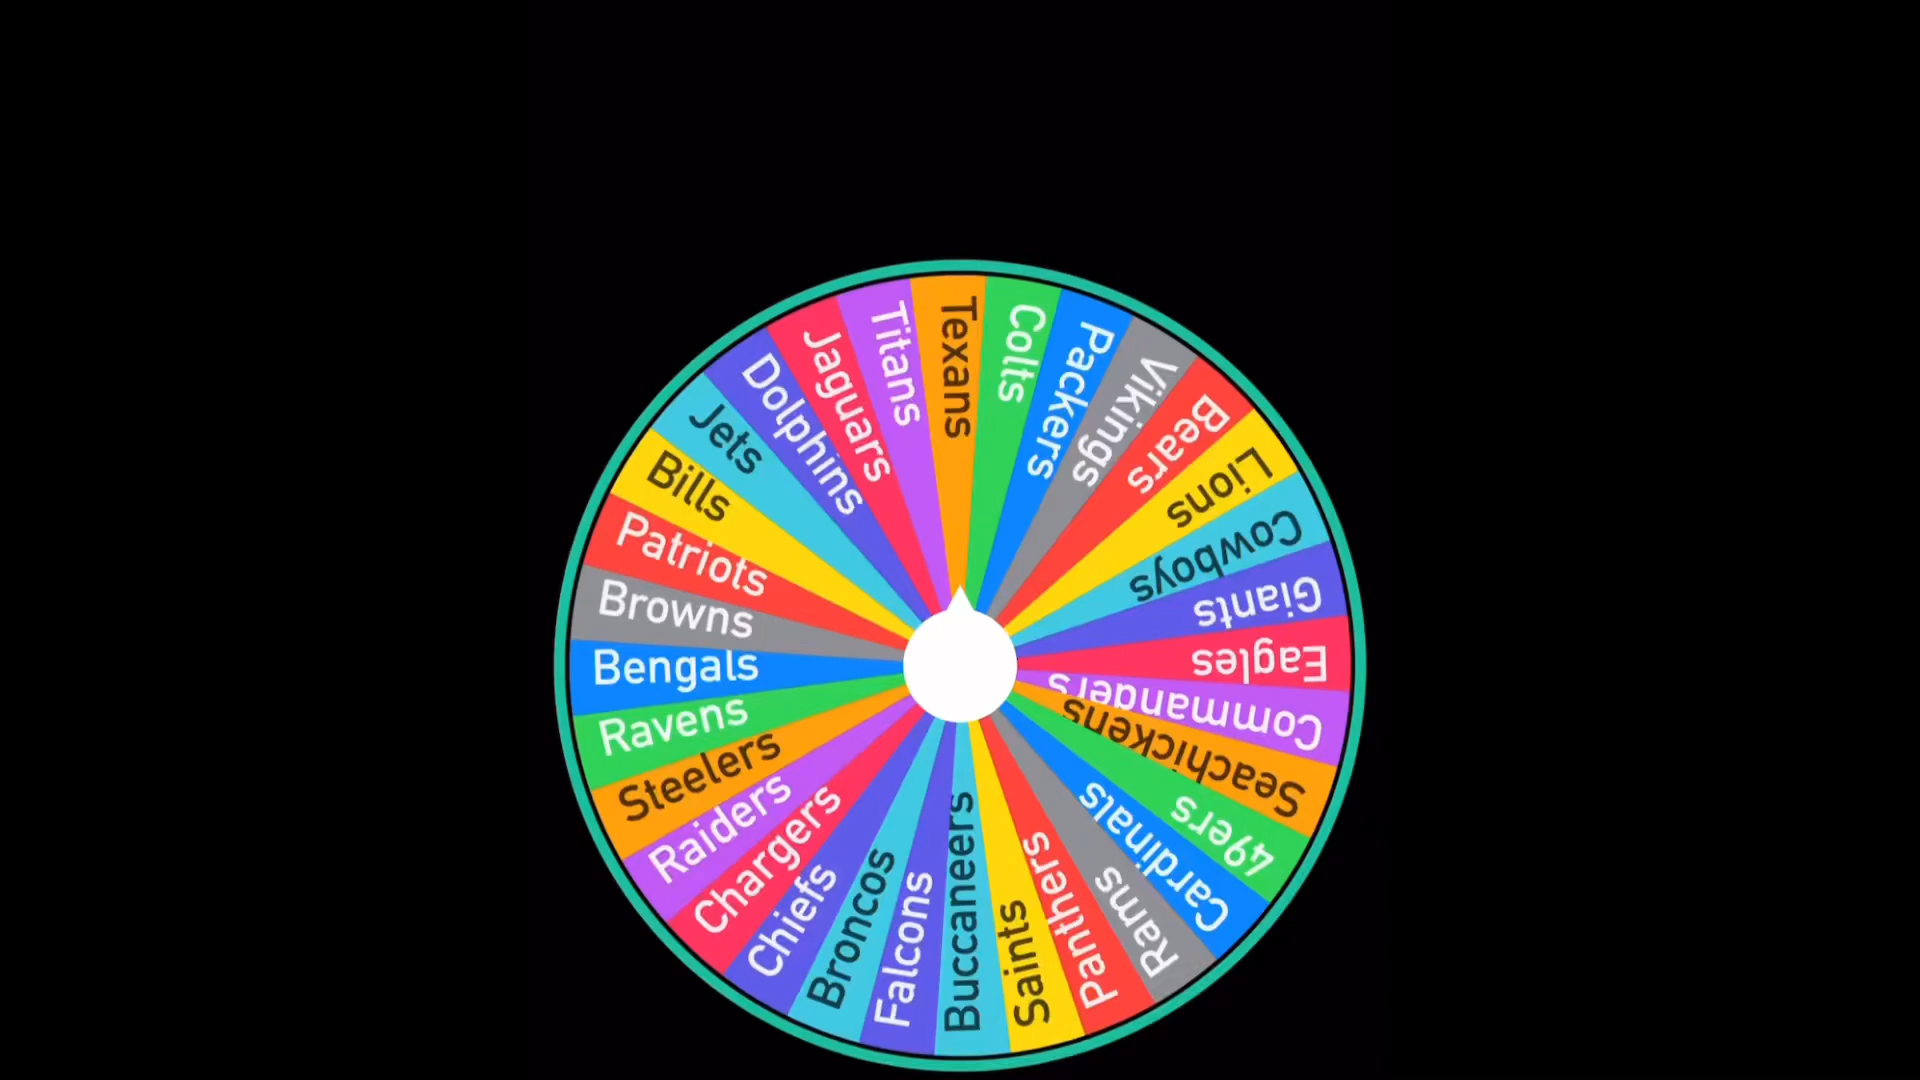 Texans
Colts
Packers
Vikings
Bears
Lions
Cowboys
Giants
Eagles
Commanders
Seachickens
49ers
Cardinals
Rams
Panthers
Saints
Buccaneers
Falcons
Broncos
Chiefs
Chargers
Raiders
Steelers
Ravens
Bengals
Browns
Patriots
Bills
Jets
Dolphins
Jaguars
Titans